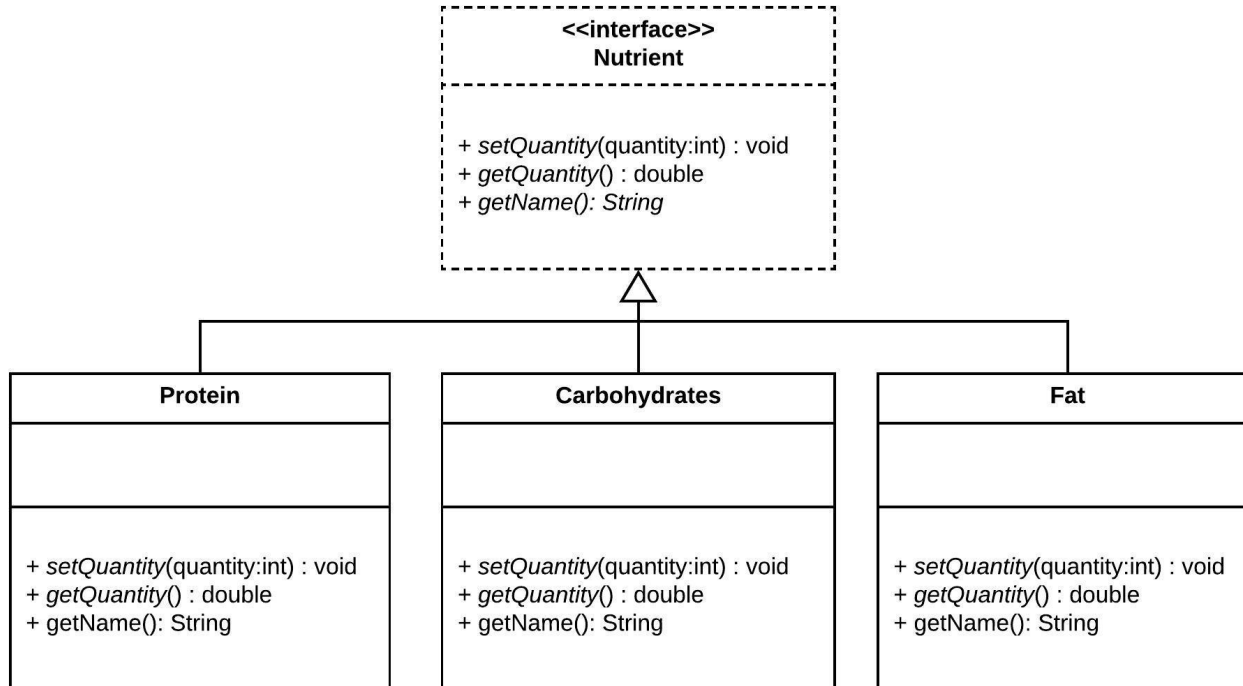 <<interface>>
Nutrient
+ setQuantity(quantity:int) : void
+ getQuantity() : double
+ getName(): String
Protein
+ setQuantity(quantity:int) : void
+ getQuantity() : double
+ getName(): String
Carbohydrates
+ setQuantity(quantity:int) : void
+ getQuantity() : double
+ getName(): String
Fat
+ setQuantity(quantity:int) : void
+ getQuantity() : double
+ getName(): String